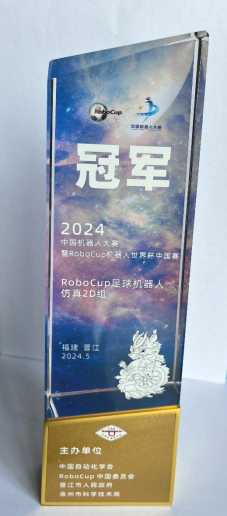 RoboCup
中国机器人大赛
冠军
2024
中国机器人大赛
暨RoboCup机器人世界杯中国赛
RoboCup足球机器人
仿真2D组
福建 晋江
2024.5
主办单位
中国自动化学会
RoboCup 中国委员会
晋江市人民政府
泉州市科学技术局